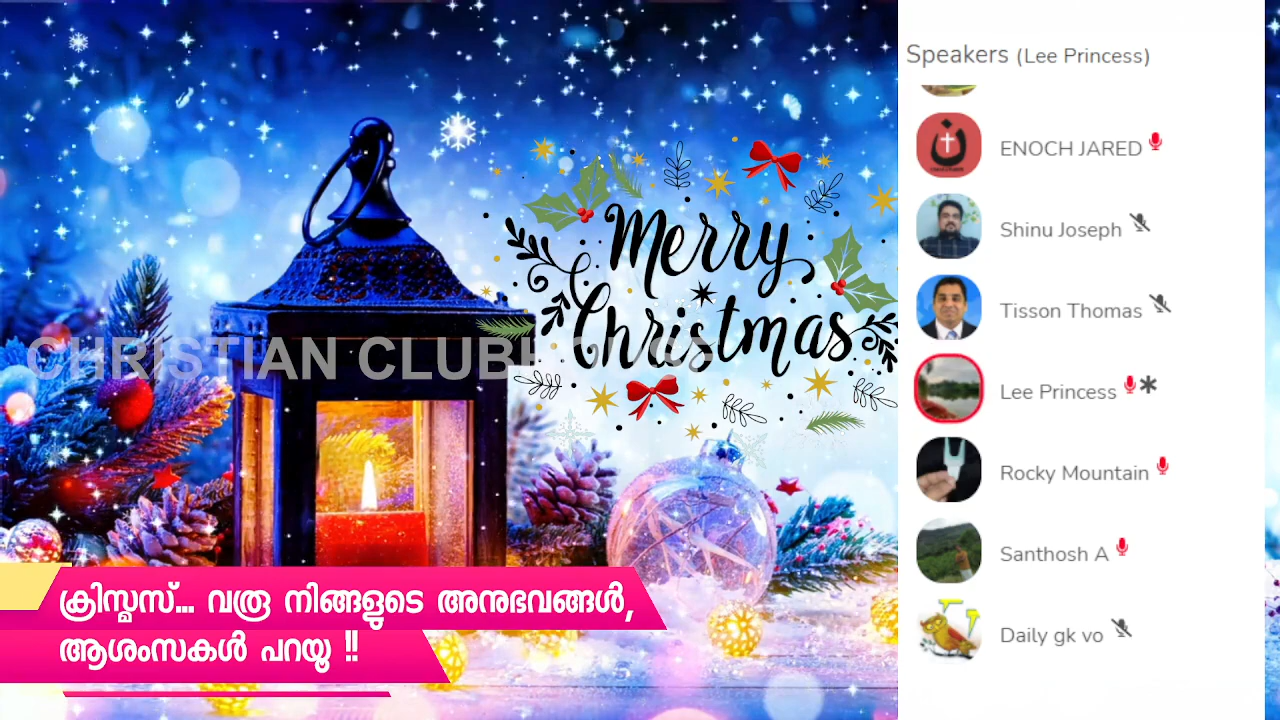 Merry
Christmas
CHRISTIAN CLUBHOUSE
ക്രിസ്മസ്... വരൂ നിങ്ങളുടെ അനുഭവങ്ങൾ,
ആശംസകൾ പറയൂ !!
Speakers (Lee Princess)
ENOCH JARED
Shinu Joseph
Tisson Thomas
Lee Princess *
Rocky Mountain
Santhosh A
Daily gk vo